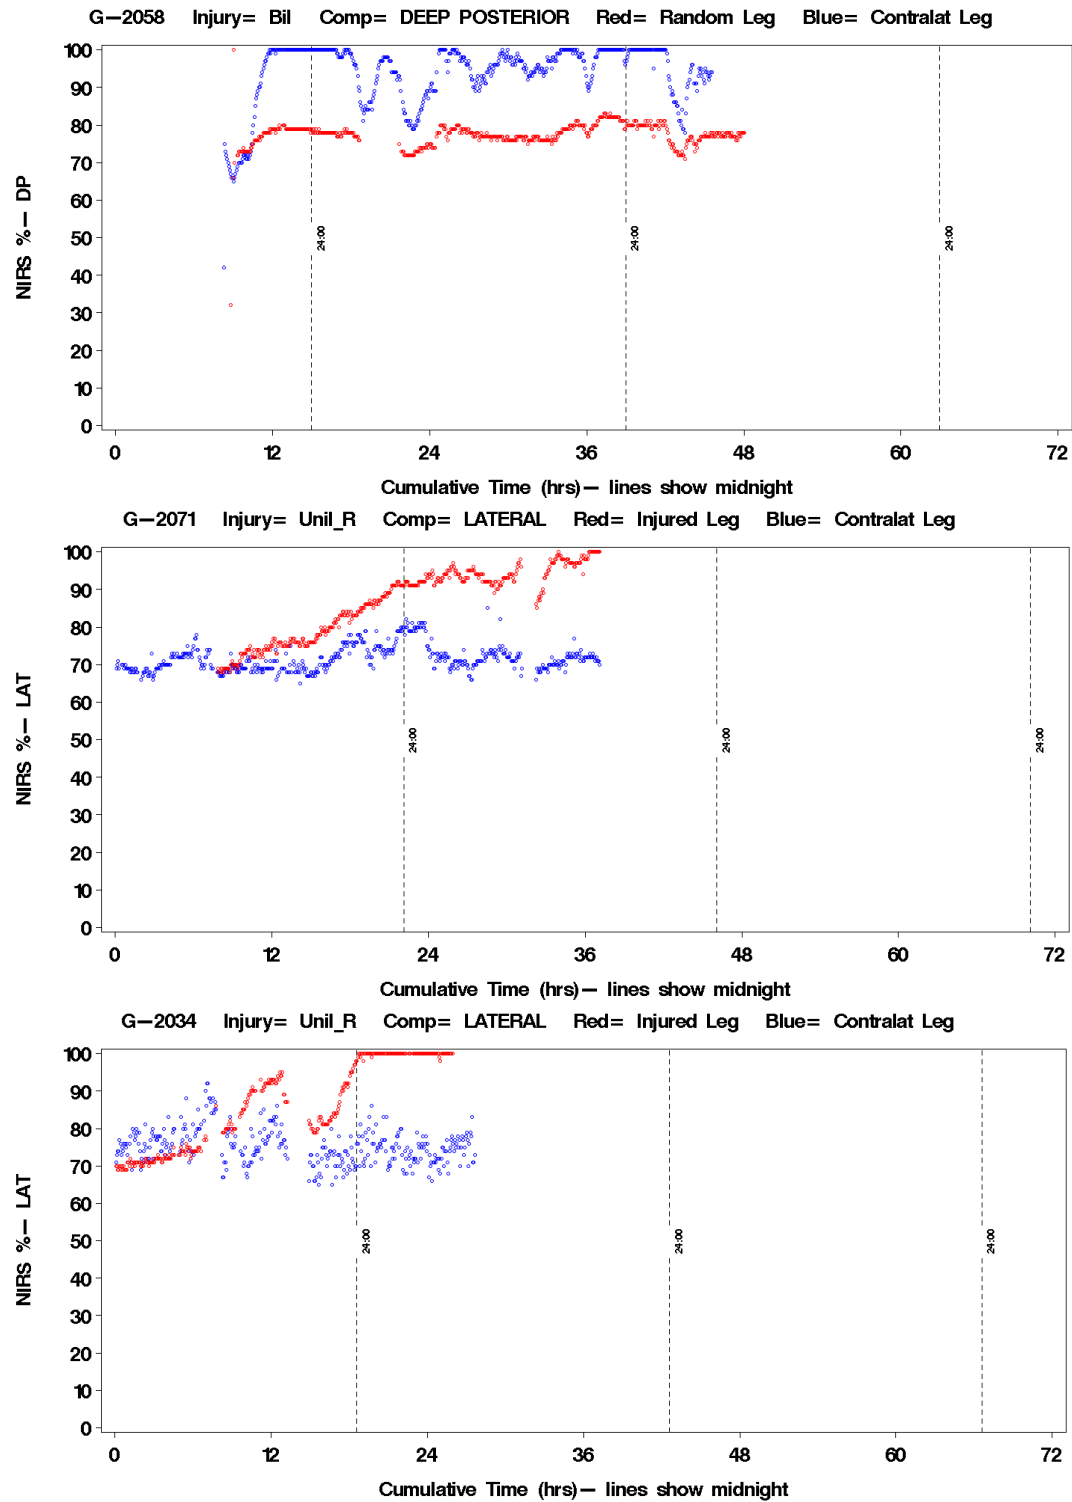 G−2058 Injury= Bil Comp= DEEP POSTERIOR Red= Random Leg Blue= Contralat Leg
NIRS %− DP
100
90
80
70
60
50
40
30
20
10
0
24:00 24:00 24:00
0 12 24 36 48 60 72
Cumulative Time (hrs)− lines show midnight
G−2071 Injury= Unil_R Comp= LATERAL Red= Injured Leg Blue= Contralat Leg
NIRS %− LAT
100
90
80
70
60
50
40
30
20
10
0
24:00 24:00 24:00
0 12 24 36 48 60 72
Cumulative Time (hrs)− lines show midnight
G−2034 Injury= Unil_R Comp= LATERAL Red= Injured Leg Blue= Contralat Leg
NIRS %− LAT
100
90
80
70
60
50
40
30
20
10
0
24:00 24:00 24:00
0 12 24 36 48 60 72
Cumulative Time (hrs)− lines show midnight